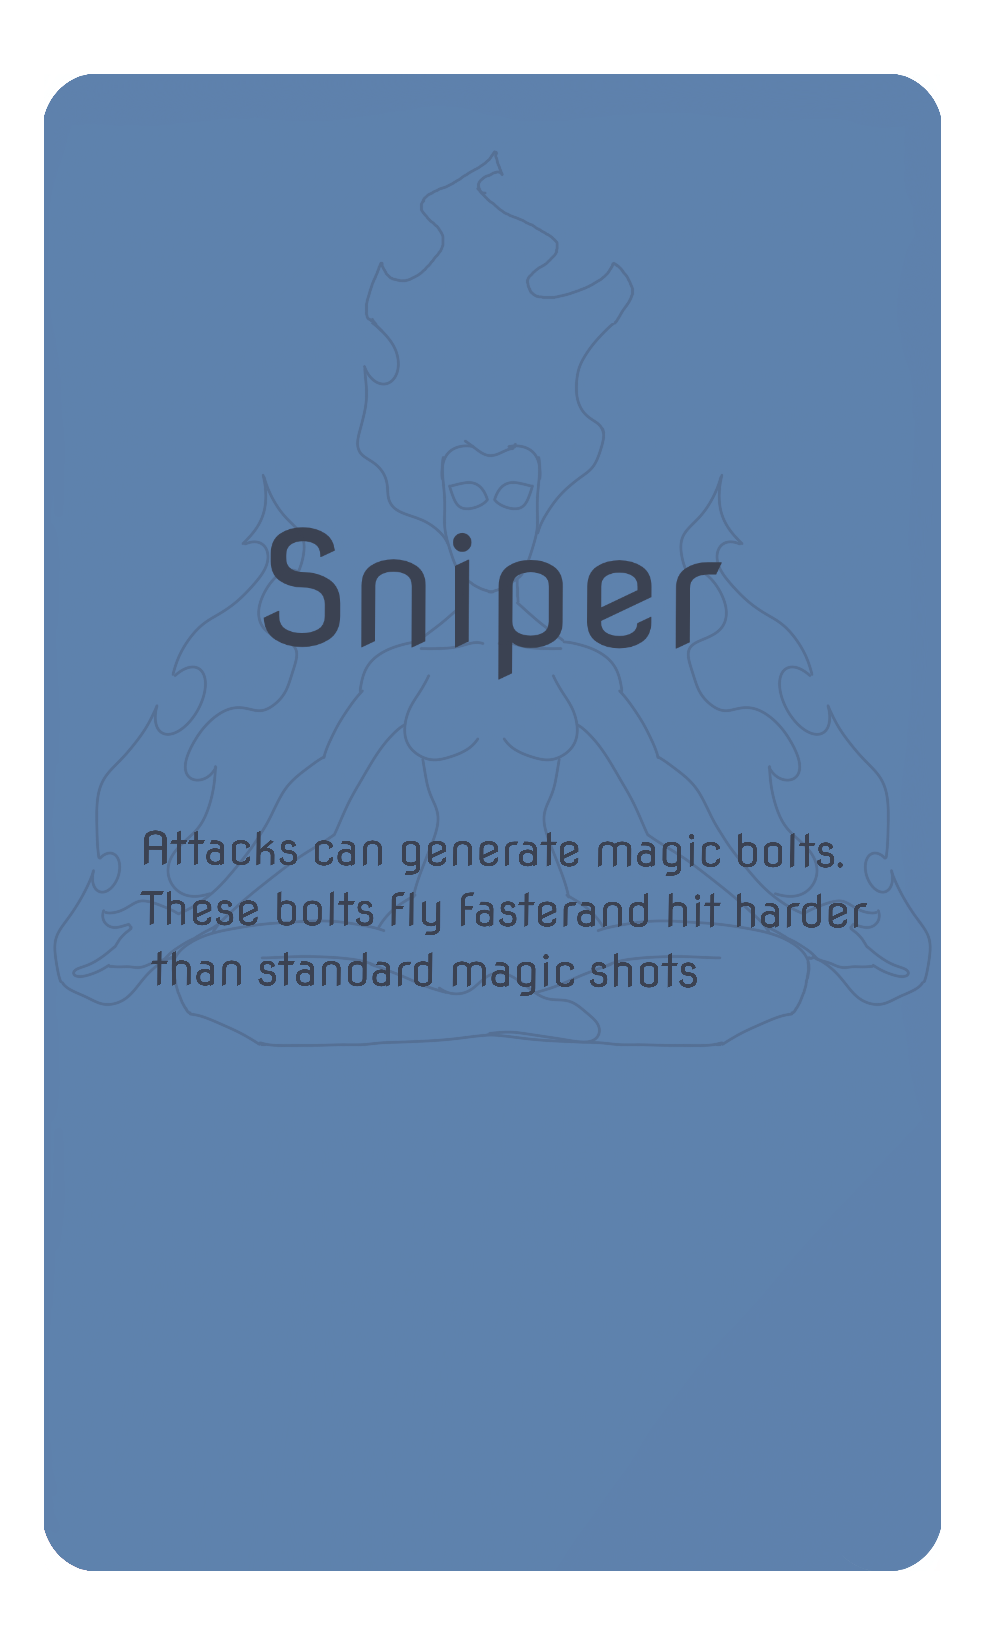 Sniper
Attacks can generate magic bolts.
These bolts fly fasterand hit harder
than standard magic shots